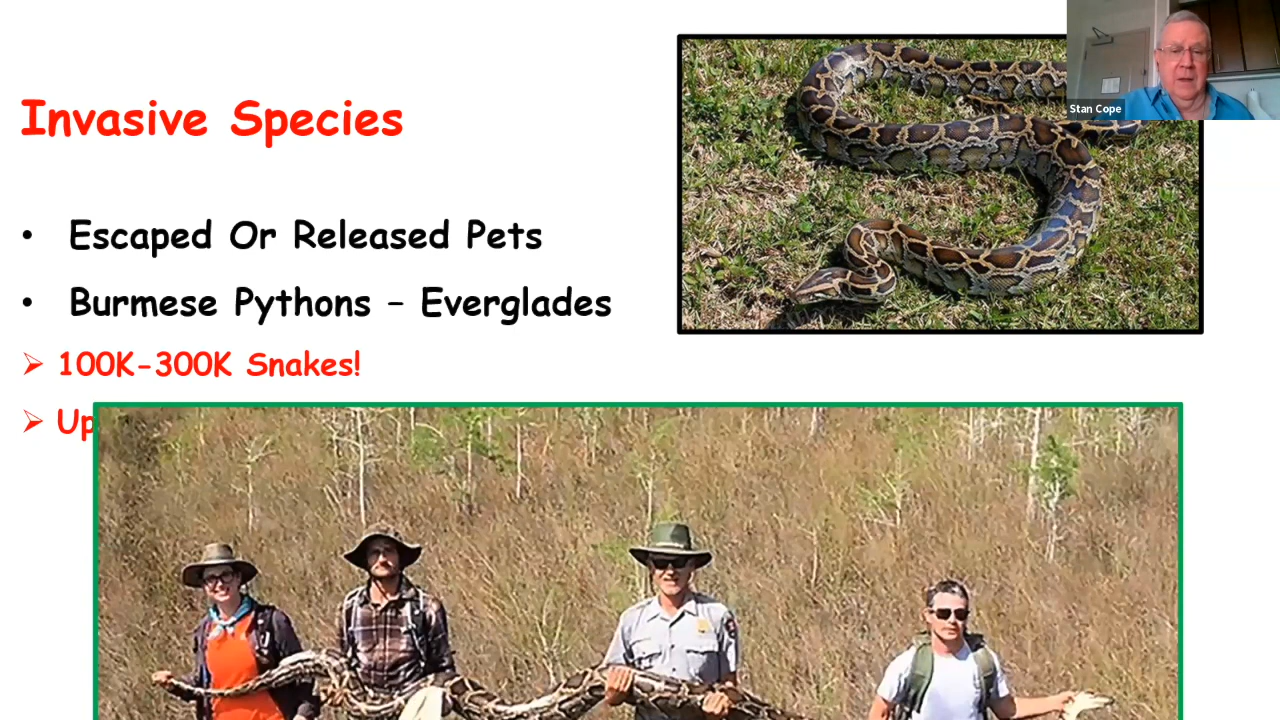 Invasive Species
• Escaped Or Released Pets
• Burmese Pythons – Everglades
➢ 100K-300K Snakes!
➢ Up
Stan Cope